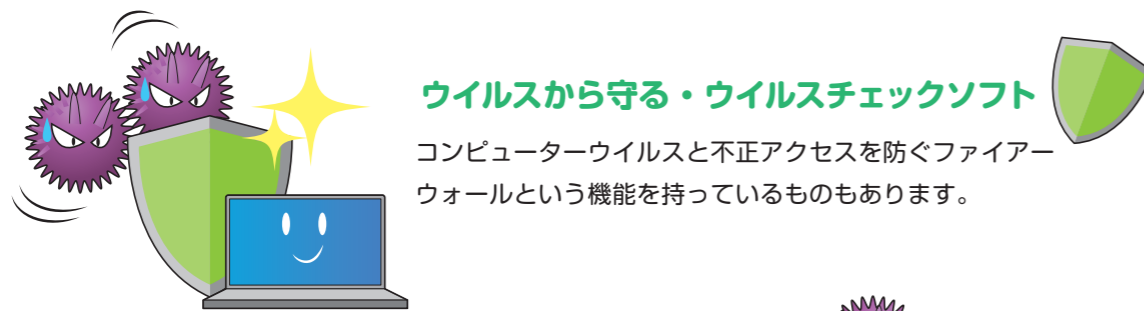 ウイルスから守る・ウイルスチェックソフト
コンピューターウイルスと不正アクセスを防ぐファイアー
ウォールという機能を持っているものもあります。